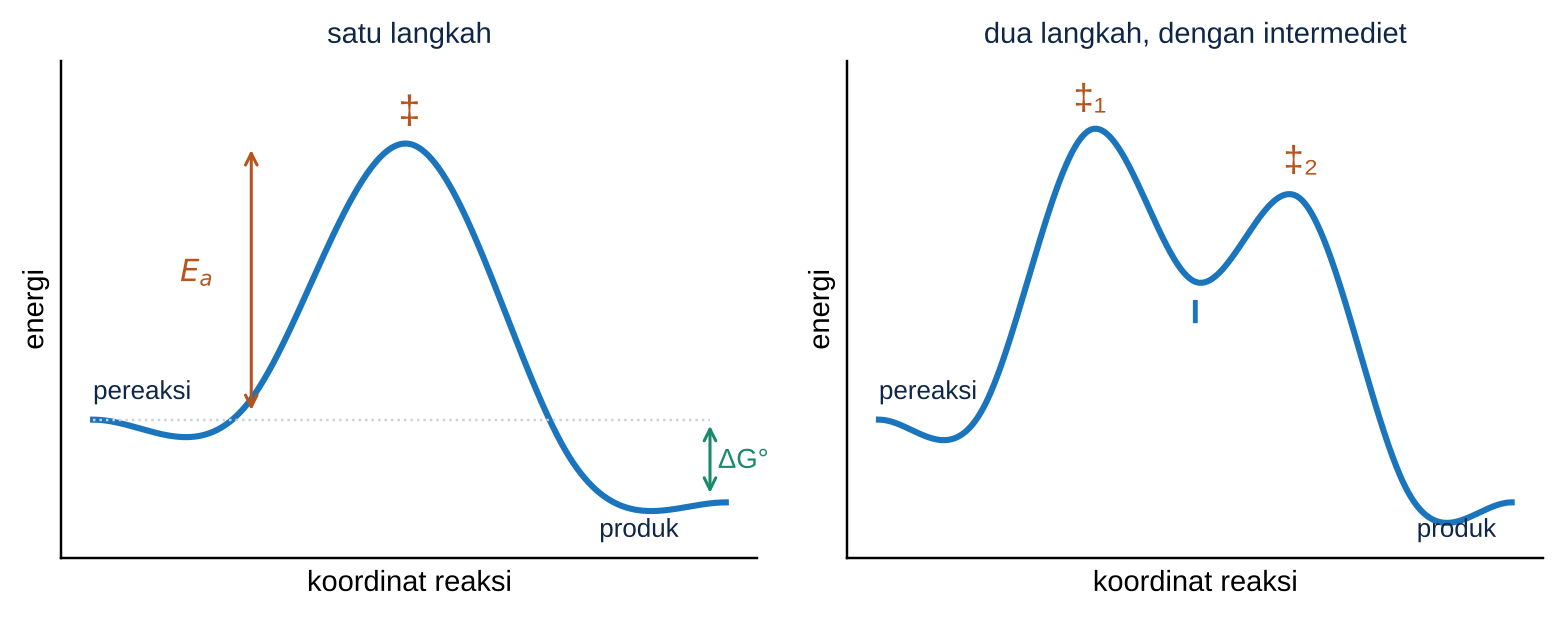 satu langkah
‡
Eₐ
energi
pereaksi
ΔG°
produk
koordinat reaksi
dua langkah, dengan intermediet
‡₁
‡₂
energi
I
pereaksi
produk
koordinat reaksi